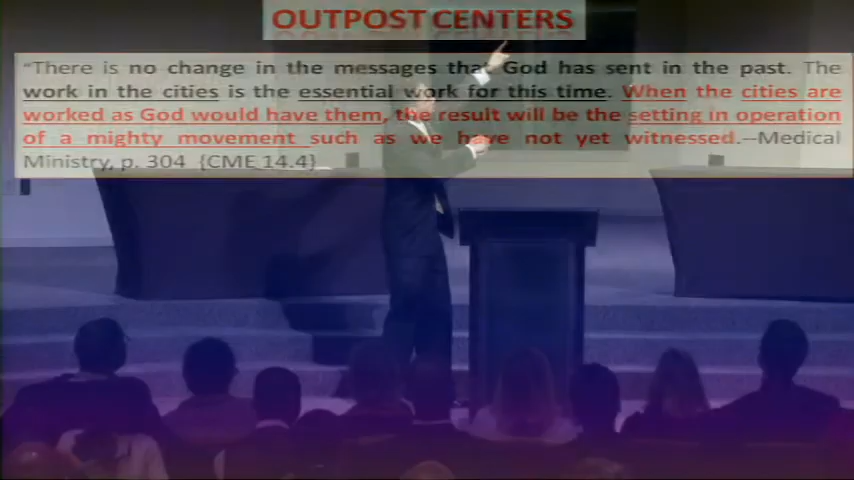 OUTPOST CENTERS
"There is no change in the messages that God has sent in the past. The
work in the cities is the essential work for this time. When the cities are
worked as God would have them, the result will be the setting in operation
of a mighty movement such as we have not yet witnessed.--Medical
Ministry, p. 304 {CME 14.4}